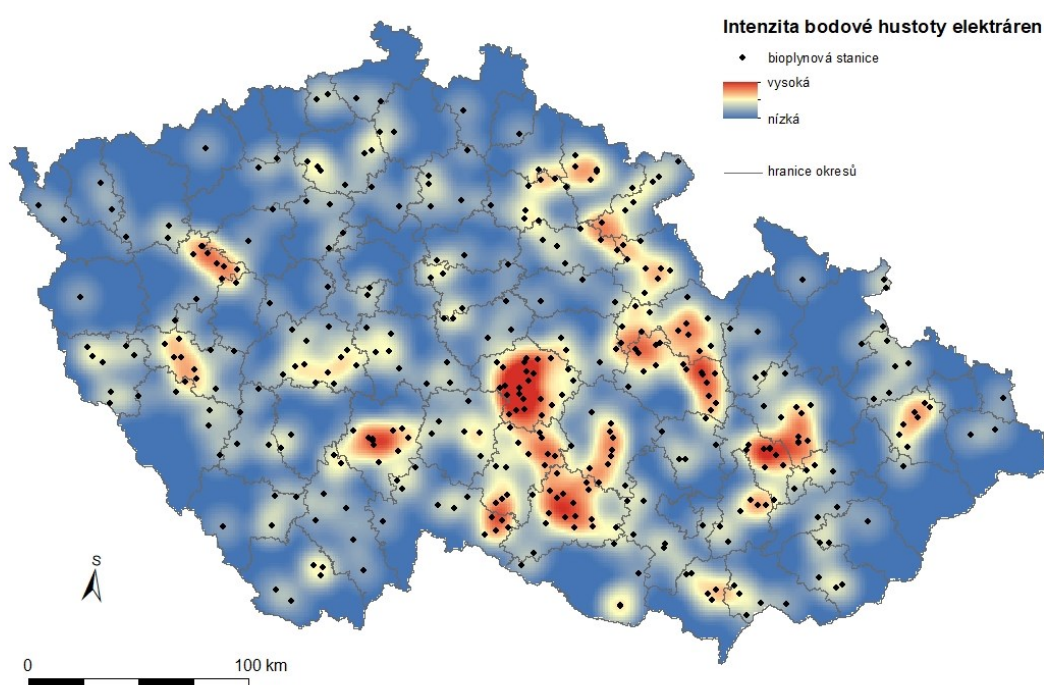 Intenzita bodové hustoty elektráren
bioplynová stanice
vysoká
nízká
hranice okresů
S
0 100 km